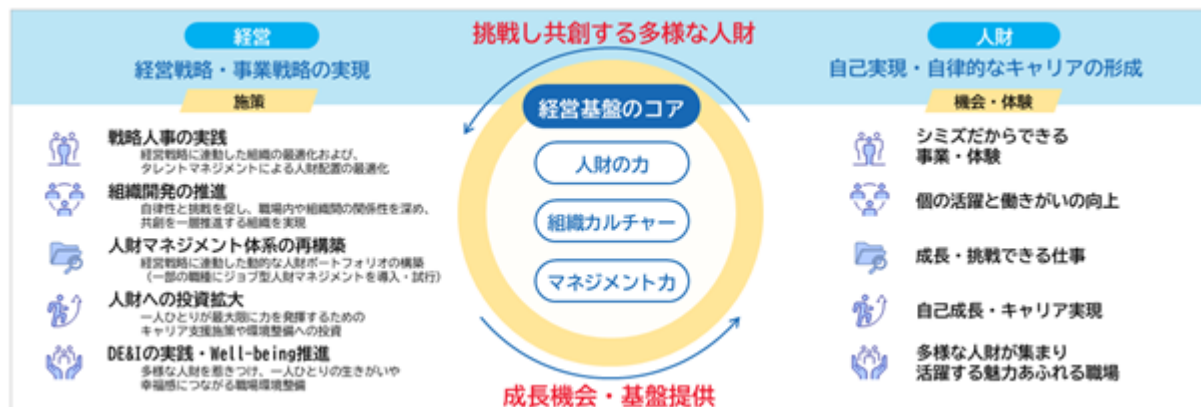 挑戦し共創する多様な人財
経営
経営戦略・事業戦略の実現
施策
戦略人事の実践
経営戦略に連動した組織の最適化および、
タレントマネジメントによる人財配置の最適化
組織開発の推進
自律性と挑戦を促し、職場内や組織間の関係性を深め、
共創を一層推進する組織を実現
人財マネジメント体系の再構築
経営戦略に連動した動的な人財ポートフォリオの構築
(一部の職種にジョブ型人財マネジメントを導入・試行)
人財への投資拡大
一人ひとりが最大限に力を発揮するための
キャリア支援施策や環境整備への投資
DE&Iの実践・Well-being推進
多様な人財を惹きつけ、一人ひとりの生きがいや
幸福感につながる職場環境整備
経営基盤のコア
人財の力
組織カルチャー
マネジメント力
成長機会・基盤提供
人財
自己実現・自律的なキャリアの形成
機会・体験
シミズだからできる
事業・体験
個の活躍と働きがいの向上
成長・挑戦できる仕事
自己成長・キャリア実現
多様な人財が集まり
活躍する魅力あふれる職場